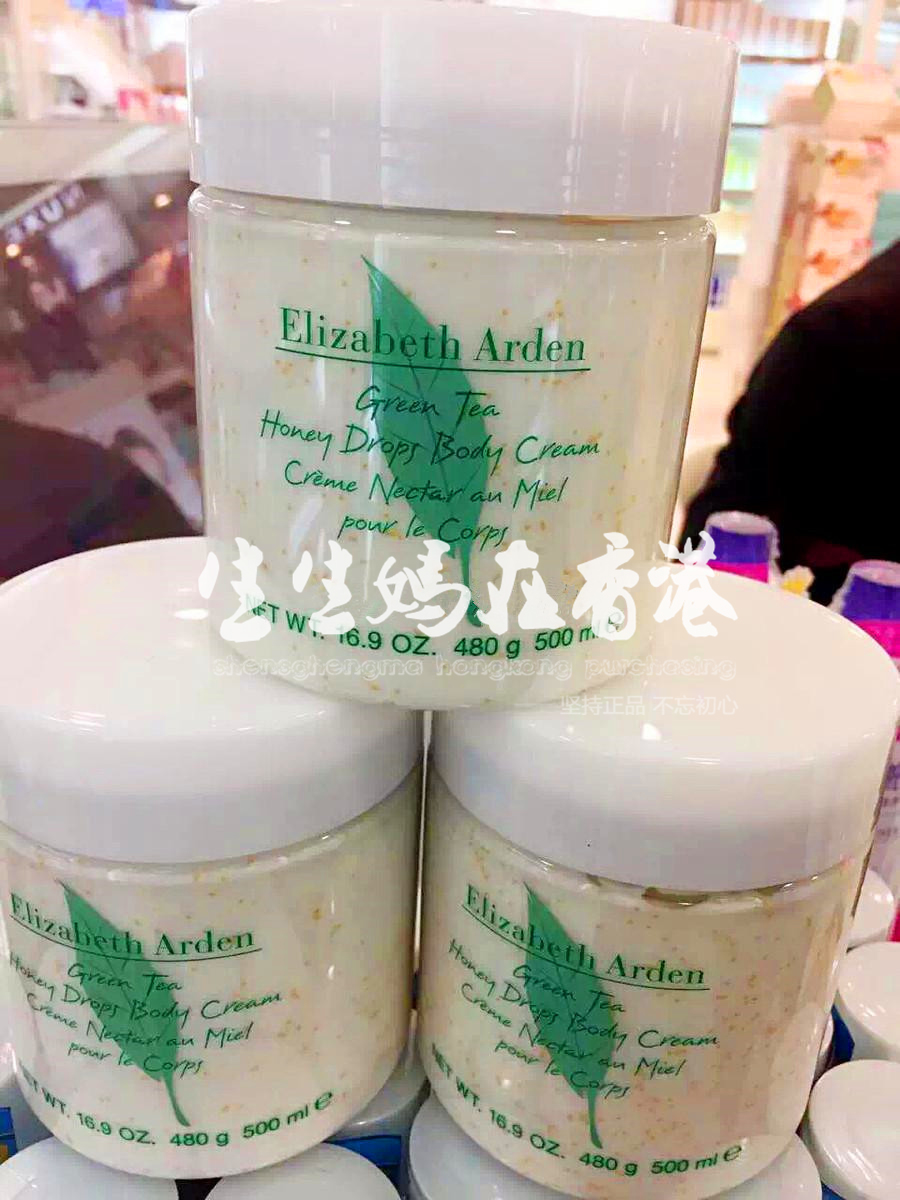 Elizabeth Arden
Green Tea
Honey Drops Body Cream
Crème Nectar au Miel
pour le Corps
生生媽在香港
NET WT. 16.9 OZ. 480 g 500 ml e
shengshengma hongkong purchasing
坚持正品 不忘初心
Elizabeth Arden
Green Tea
Honey Drops Body Cream
Crème Nectar au Miel
pour le Corps
NET WT. 16.9 OZ. 480 g 500 ml e
Elizabeth Arden
Green Tea
Honey Drops Body Cream
Crème Nectar au Miel
pour le Corps
NET WT. 16.9 OZ. 480 g 500 ml e